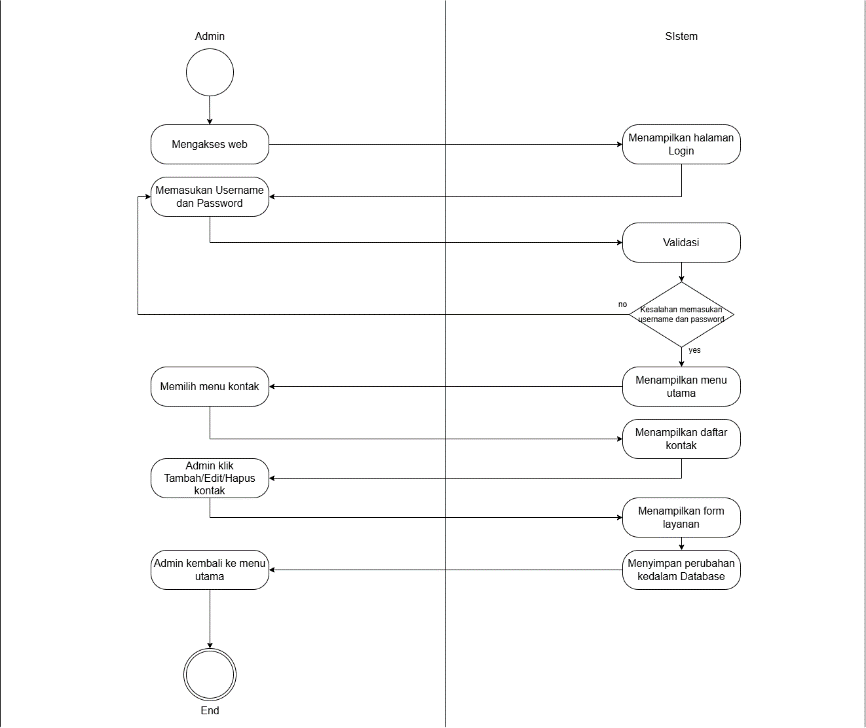 Admin
SIstem
Mengakses web
Menampilkan halaman
Login
Memasukan Username
dan Password
Validasi
no
Kesalahan memasukan
username dan password
yes
Memilih menu kontak
Menampilkan menu
utama
Menampilkan daftar
kontak
Admin klik
Tambah/Edit/Hapus
kontak
Menampilkan form
layanan
Admin kembali ke menu
utama
Menyimpan perubahan
kedalam Database
End